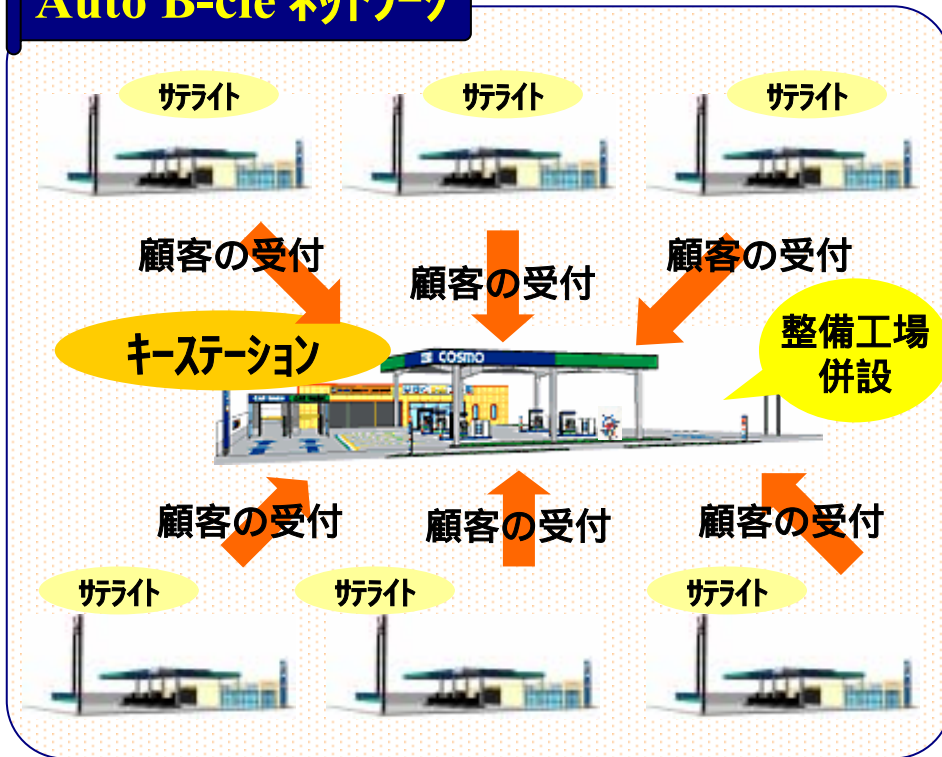 Auto B-cle ネットワーク
サテライト
サテライト
サテライト
顧客の受付
顧客の受付
顧客の受付
キーステーション
整備工場
併設
COSMO
顧客の受付
顧客の受付
顧客の受付
サテライト
サテライト
サテライト